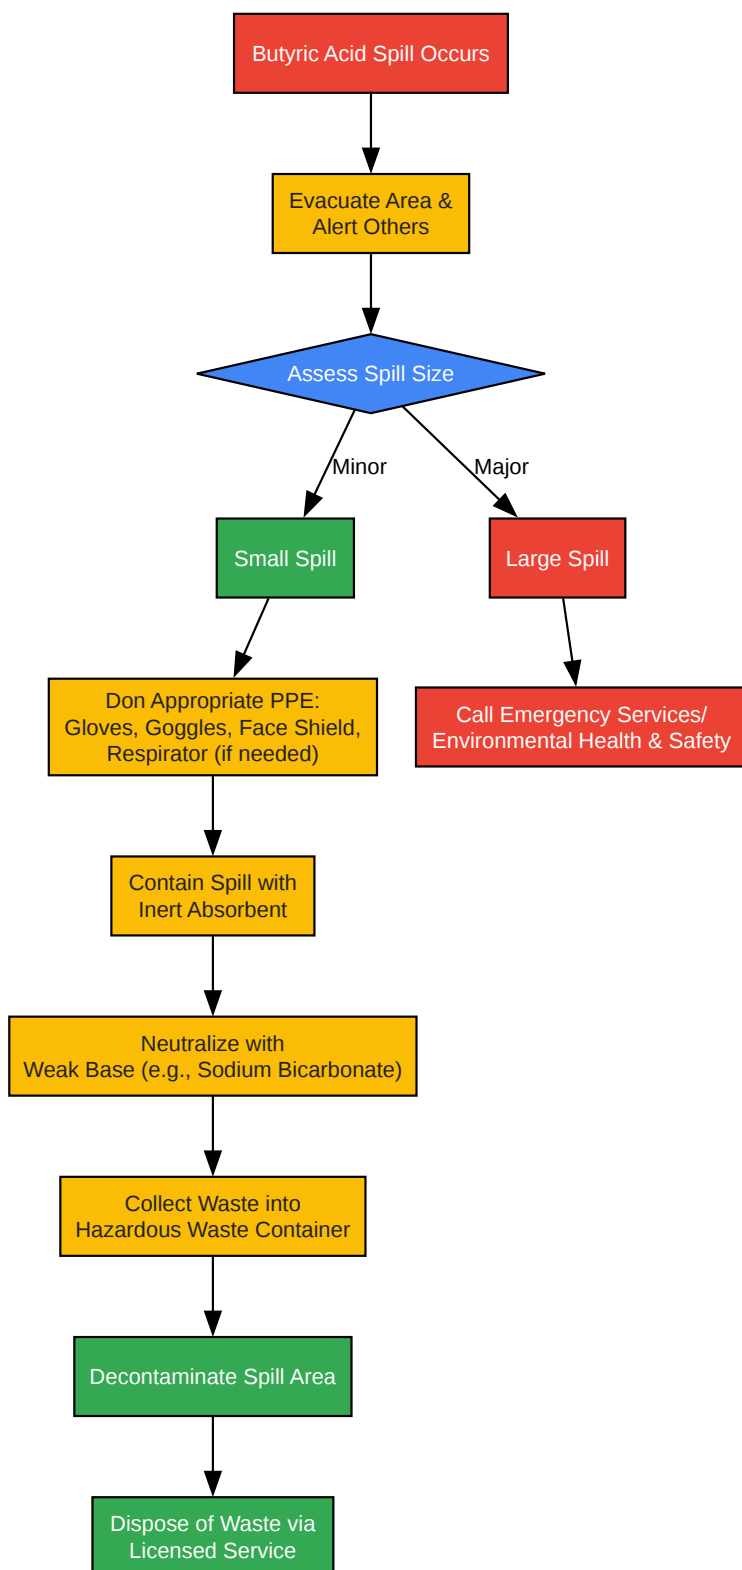 Butyric Acid Spill Occurs
Evacuate Area &
Alert Others
Assess Spill Size
Minor
Major
Small Spill
Large Spill
Don Appropriate PPE:
Gloves, Goggles, Face Shield,
Respirator (if needed)
Call Emergency Services/
Environmental Health & Safety
Contain Spill with
Inert Absorbent
Neutralize with
Weak Base (e.g., Sodium Bicarbonate)
Collect Waste into
Hazardous Waste Container
Decontaminate Spill Area
Dispose of Waste via
Licensed Service